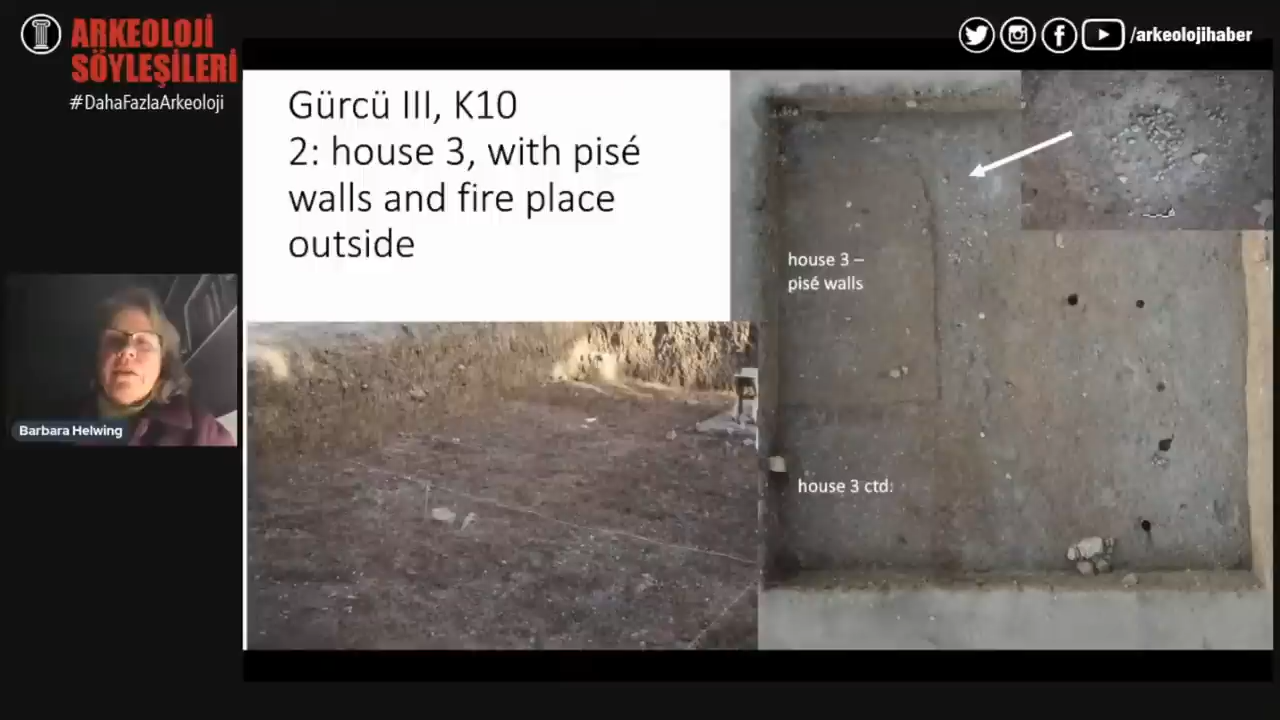 ARKEOLOJİ
SÖYLEŞİLERİ
#DahaFazlaArkeoloji
/arkeolojihaber
Gürcü III, K10
2: house 3, with pisé
walls and fire place
outside
house 3 –
pisé walls
house 3 ctd.
Barbara Helwing